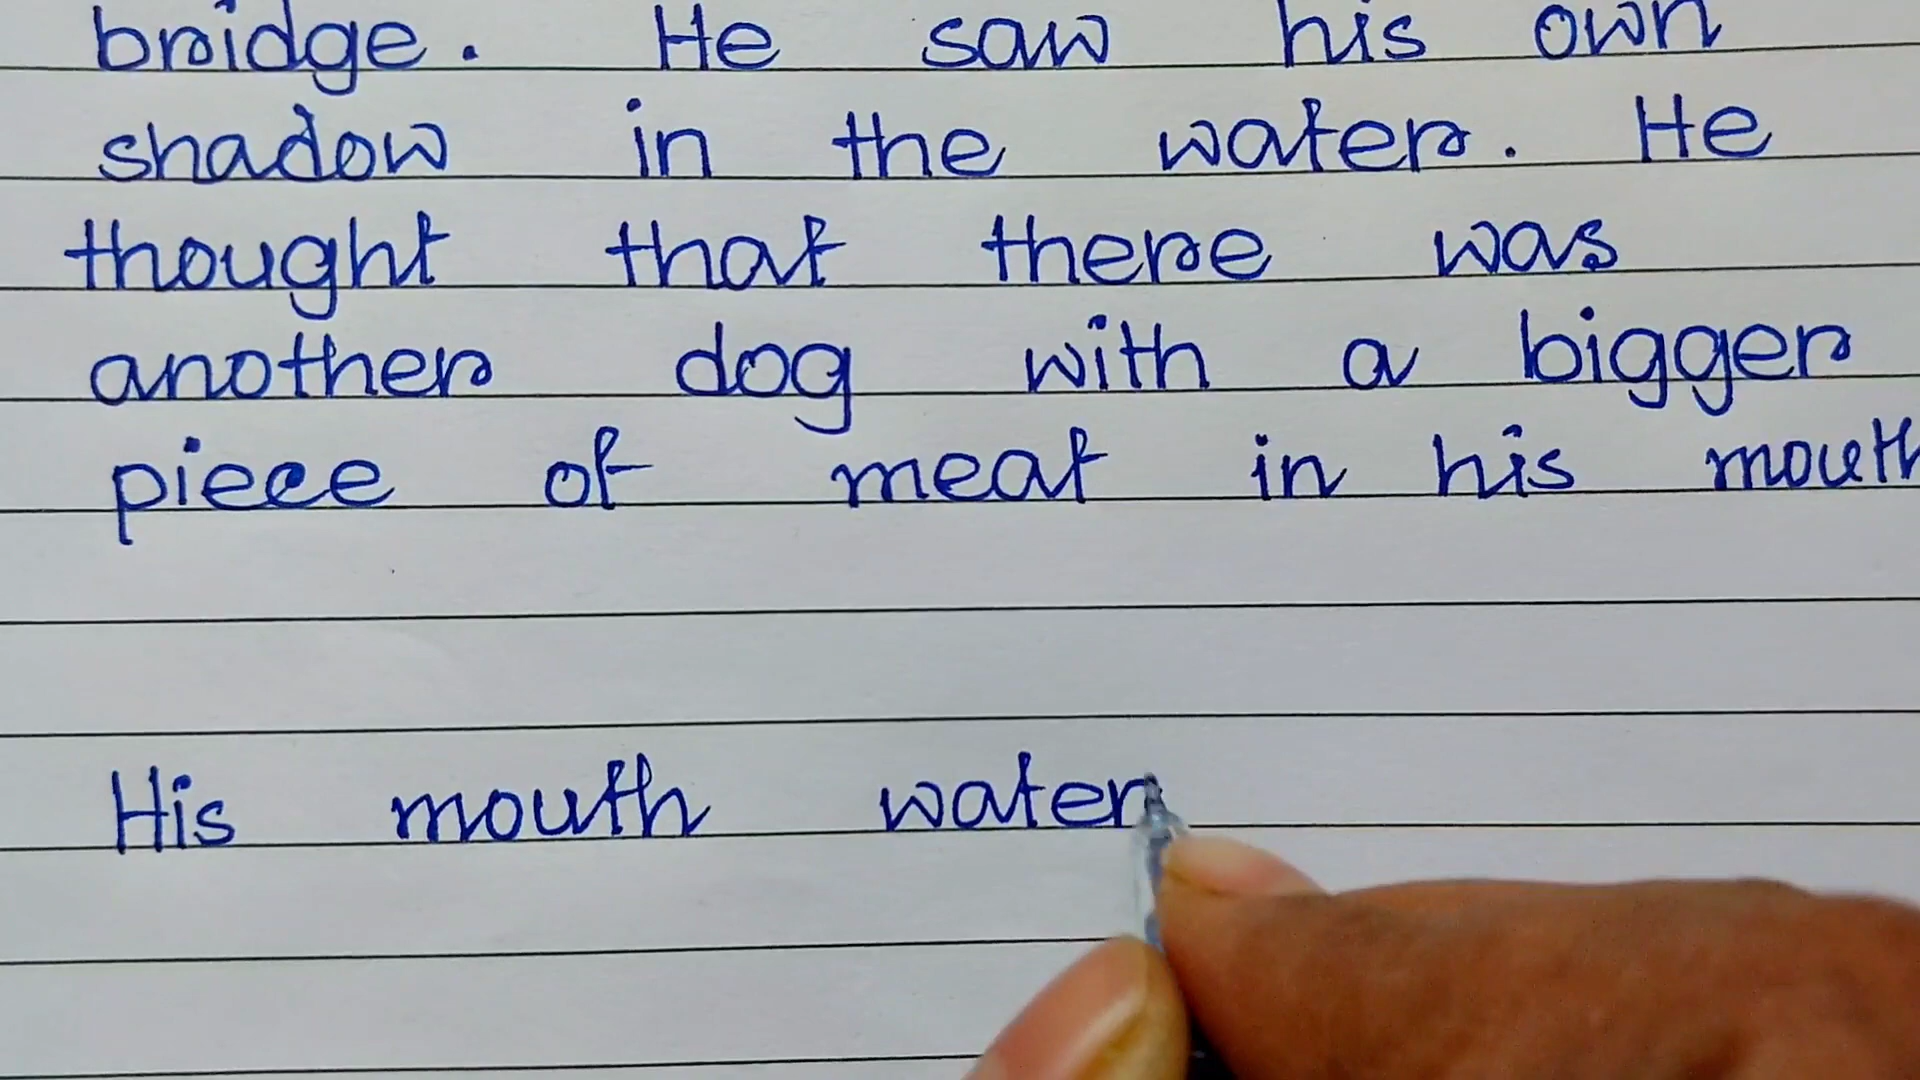 bridge. He saw his own
shadow in the water. He
thought that there was
another dog with a bigger
piece of meat in his mouth
His mouth water